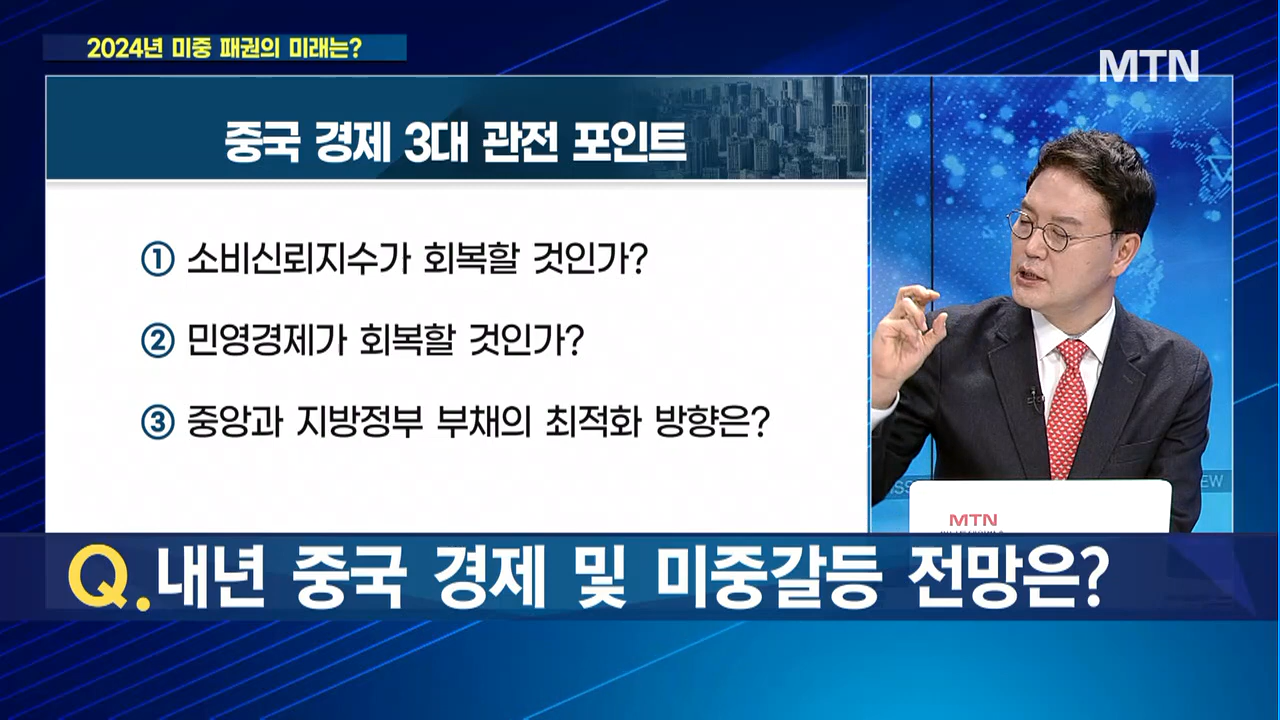 2024년 미중 패권의 미래는?
MTN
중국 경제 3대 관전 포인트
① 소비신뢰지수가 회복할 것인가?
② 민영경제가 회복할 것인가?
③ 중앙과 지방정부 부채의 최적화 방향은?
MTN
Q.내년 중국 경제 및 미중갈등 전망은?